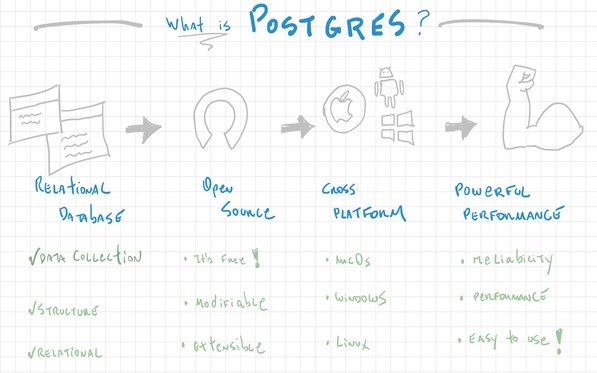 What is POSTGRES?
RELATIONAL DATABASE
OPEN SOURCE
CROSS PLATFORM
POWERFUL PERFORMANCE
✓DATA COLLECTION
✓STRUCTURE
✓RELATIONAL
• It's Free!
• Modifiable
• Extensible
• MacOs
• WINDOWS
• LINUX
• RELIABILITY
• PERFORMANCE
• EASY to USE!